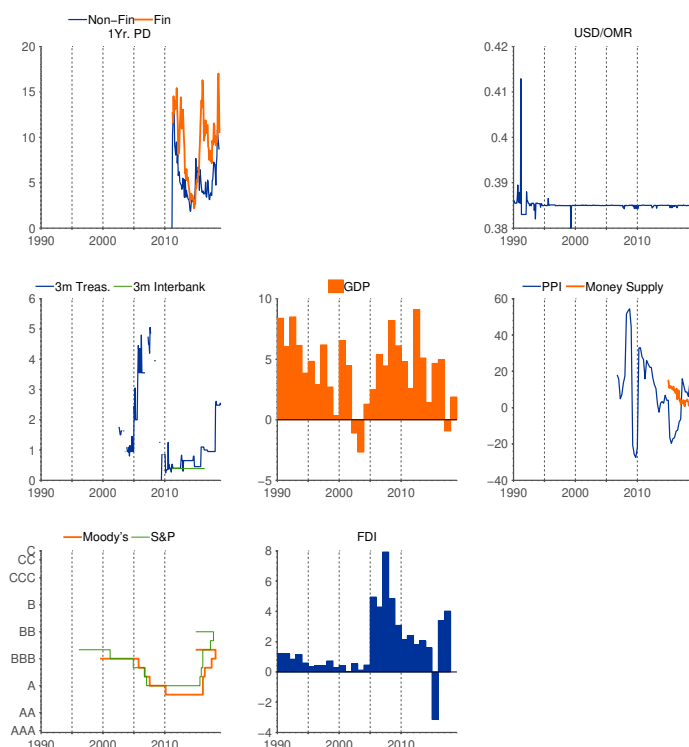 Non-Fin Fin
1Yr. PD
20
15
10
5
0
1990 2000 2010
USD/OMR
0.42
0.41
0.4
0.39
0.38
1990 2000 2010
3m Treas. 3m Interbank
6
5
4
3
2
1
0
1990 2000 2010
GDP
10
5
0
-5
1990 2000 2010
PPI Money Supply
60
40
20
0
-20
-40
1990 2000 2010
Moody's S&P
C
CC
CCC
B
BB
BBB
A
AA
AAA
1990 2000 2010
FDI
8
6
4
2
0
-2
-4
1990 2000 2010